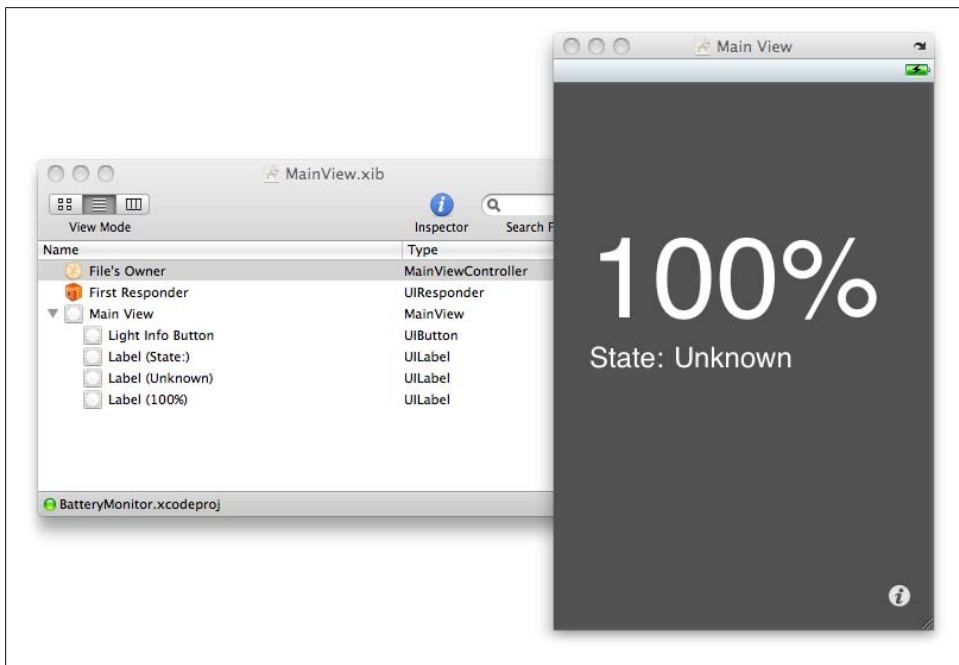 Main View
MainView.xib
View Mode
Inspector
Search F
Name Type
File's Owner MainViewController
First Responder UIResponder
Main View MainView
Light Info Button UIButton
Label (State:) UILabel
Label (Unknown) UILabel
Label (100%) UILabel
BatteryMonitor.xcodeproj
100%
State: Unknown